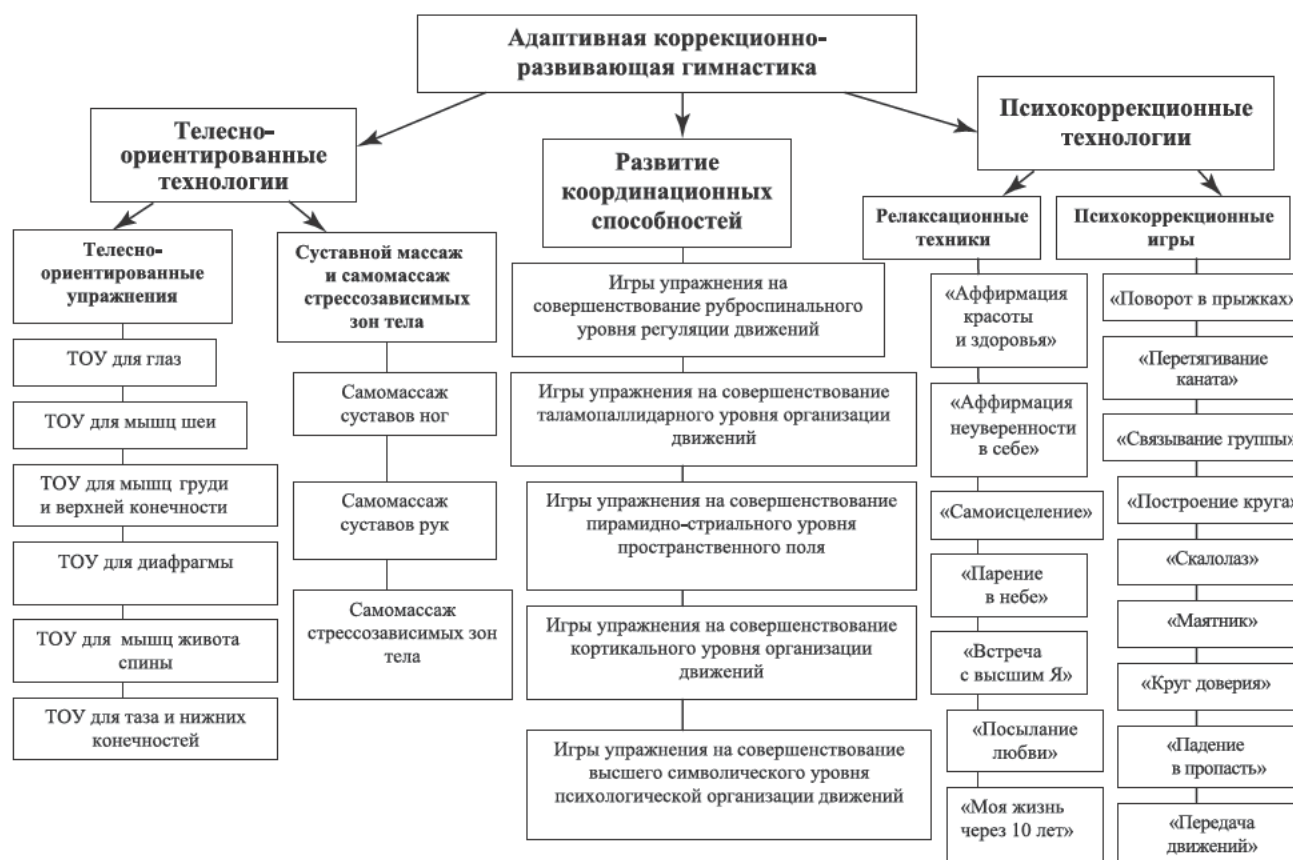 Адаптивная коррекционно-
развивающая гимнастика
Телесно-
ориентированные
технологии
Телесно-
ориентированные
упражнения
ТОУ для глаз
ТОУ для мышц шеи
ТОУ для мышц груди
и верхней конечности
ТОУ для диафрагмы
ТОУ для мышц живота
спины
ТОУ для таза и нижних
конечностей
Суставной массаж
и самомассаж
стрессозависимых
зон тела
Самомассаж
суставов ног
Самомассаж
суставов рук
Самомассаж
стрессозависимых зон
тела
Развитие
координационных
способностей
Игры упражнения на
совершенствование руброспинального
уровня регуляции движений
Игры упражнения на совершенствование
таламопаллидарного уровня организации
движений
Игры упражнения на совершенствование
пирамидно-стриального уровня
пространственного поля
Игры упражнения на совершенствование
кортикального уровня организации
движений
Игры упражнения на совершенствование
высшего символического уровня
психологической организации движений
Психокоррекционные
технологии
Релаксационные
техники
«Аффирмация
красоты
и здоровья»
«Аффирмация
неуверенности
в себе»
«Самоисцеление»
«Парение
в небе»
«Встреча
с высшим Я»
«Посылание
любви»
«Моя жизнь
через 10 лет»
Психокоррекционные
игры
«Поворот в прыжках»
«Перетягивание
каната»
«Связывание группы»
«Построение круга»
«Скалолаз»
«Маятник»
«Круг доверия»
«Падение
в пропасть»
«Передача
движений»